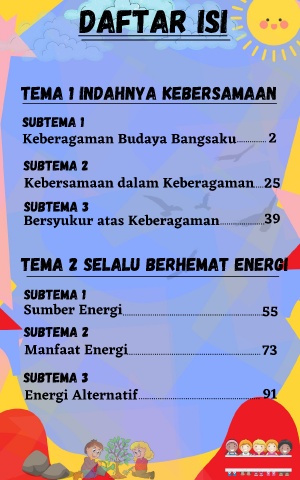 DAFTAR ISI
TEMA 1 INDAHNYA KEBERSAMAAN
SUBTEMA 1
Keberagaman Budaya Bangsaku............ 2
SUBTEMA 2
Kebersamaan dalam Keberagaman....25
SUBTEMA 3
Bersyukur atas Keberagaman................39
TEMA 2 SELALU BERHEMAT ENERGI
SUBTEMA 1
Sumber Energi..................................................55
SUBTEMA 2
Manfaat Energi................................................73
SUBTEMA 3
Energi Alternatif............................................91